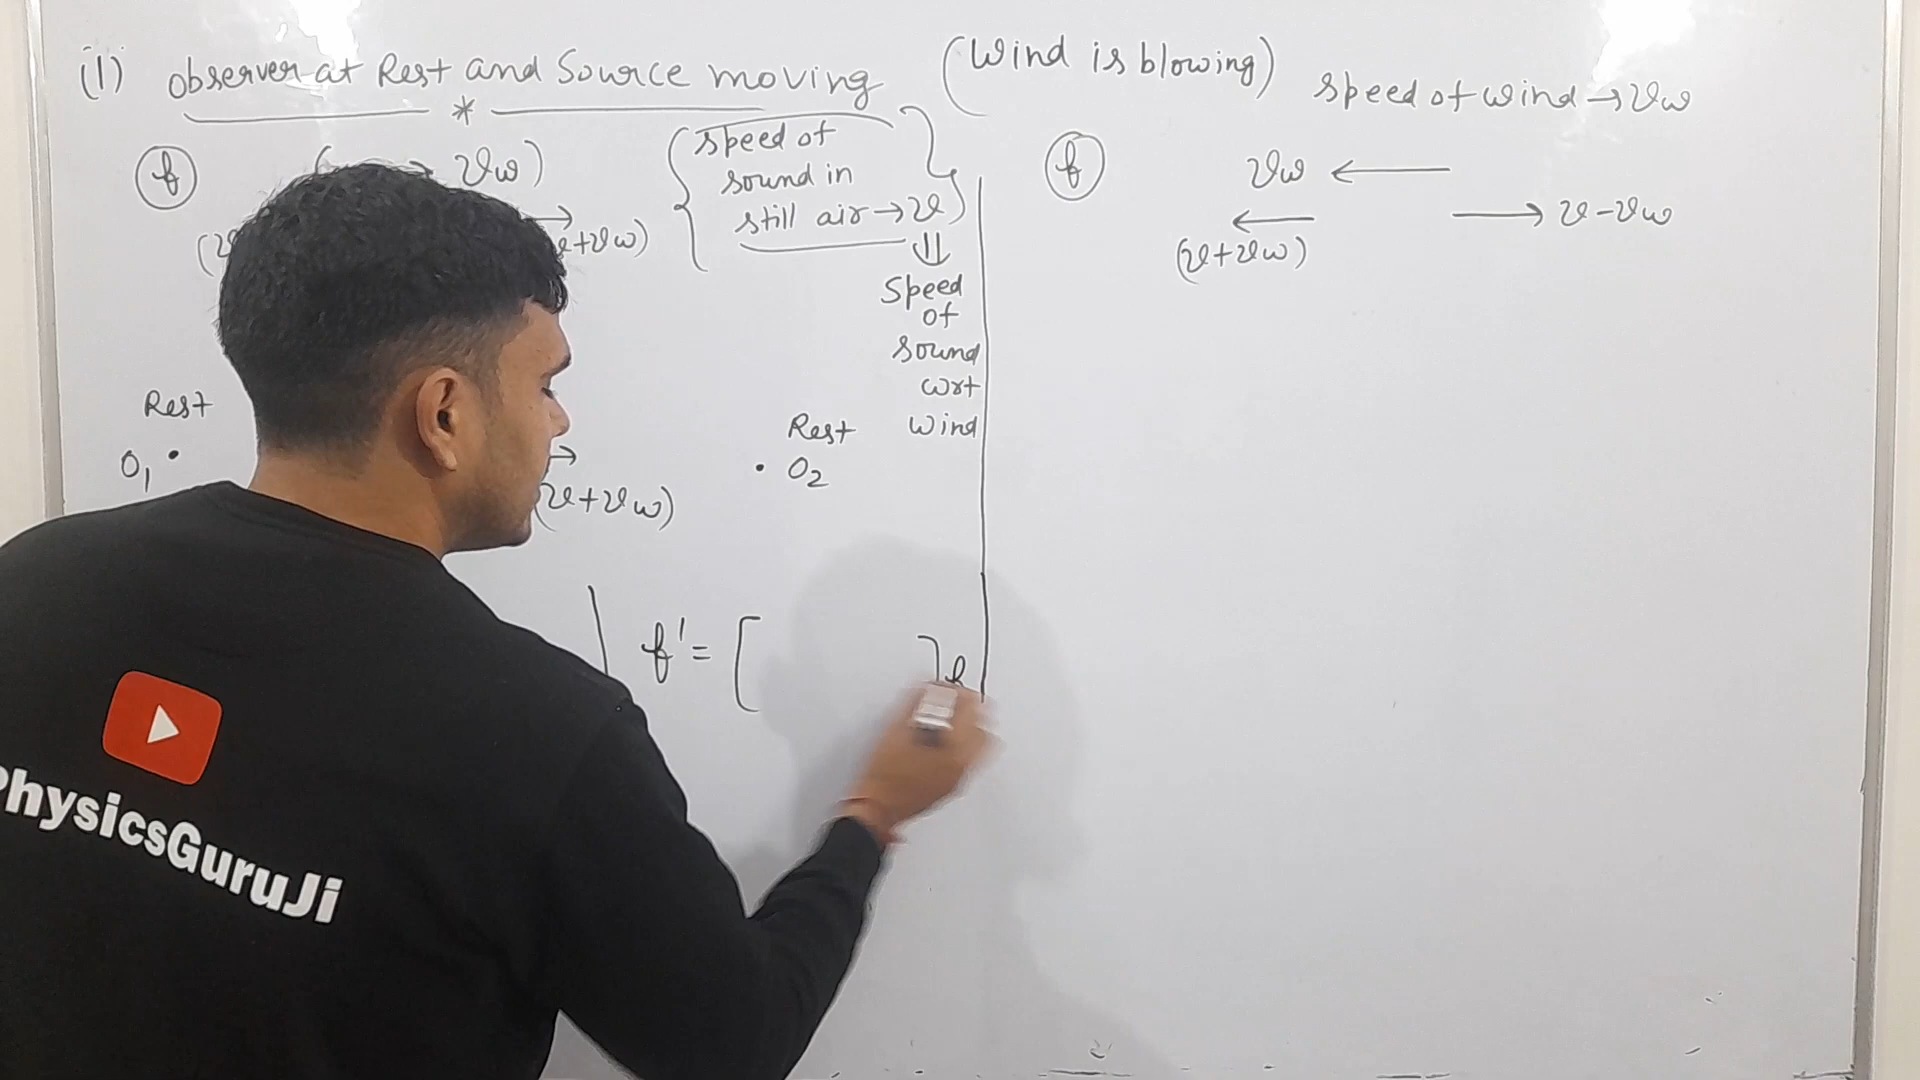 (1) Observer at Rest and Source moving (Wind is blowing)
*
speed of wind → vw
f
vw)
(speed of
sound in
still air → v)
+vw)
⇓
Speed
of
sound
wrt
wind
Rest
O1
Rest
O2
(v+vw)
f' = [ ] f
f
vw ←
→ v-vw
(v+vw)
hysicsGuruJi